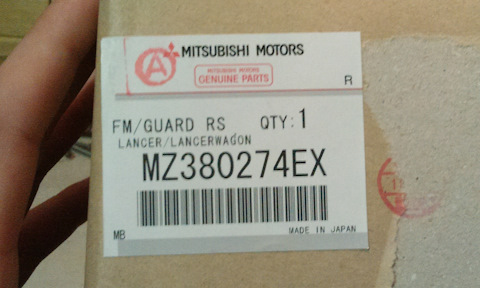 A MITSUBISHI MOTORS
MITSUBISHI MOTORS
GENUINE PARTS
R
FM/GUARD RS QTY:1
LANCER/LANCERWAGON
MZ380274EX
MB
MADE IN JAPAN